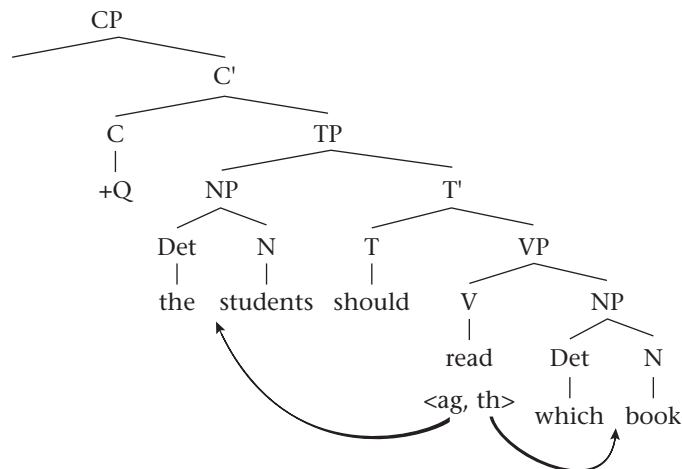 CP
C'
C TP
+Q NP T'
Det N T VP
the students should V NP
read Det N
<ag, th> which book